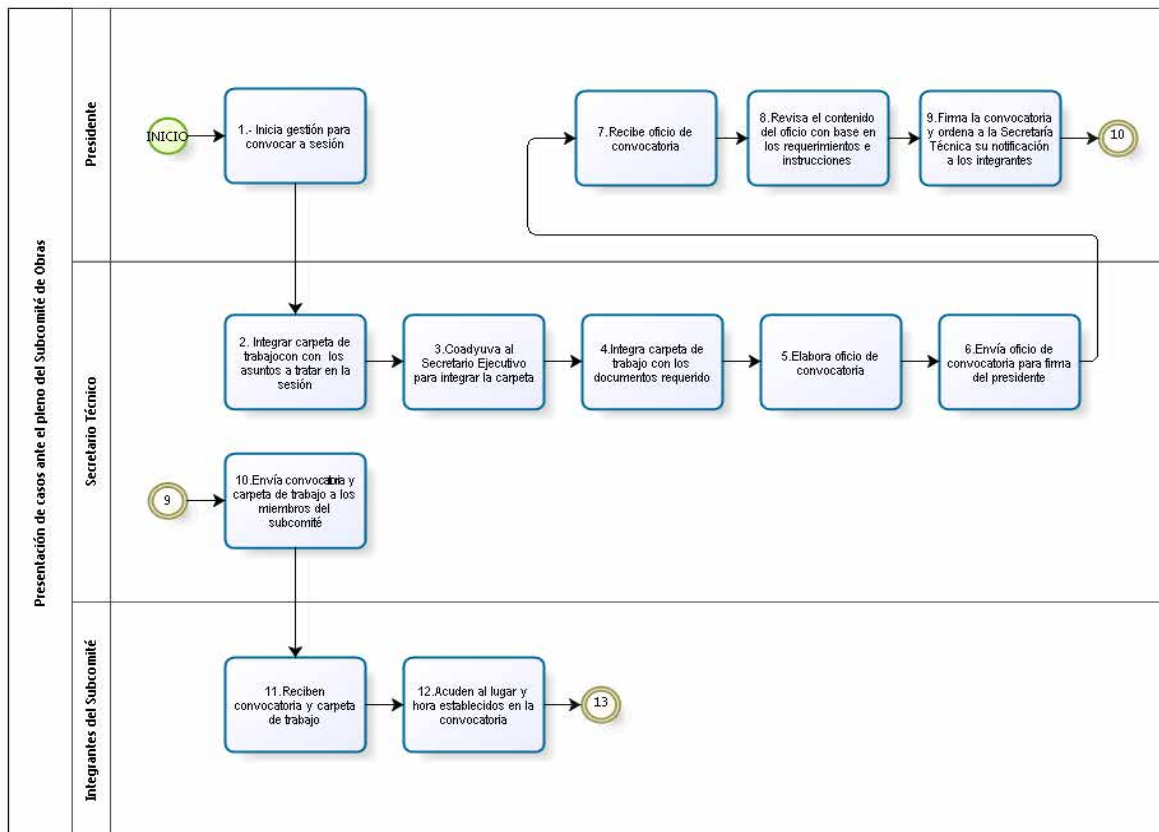 Presentación de casos ante el pleno del Subcomité de Obras
Presidente
INICIO
1.- Inicia gestión para
convocar a sesión
7.Recibe oficio de
convocatoria
8.Revisa el contenido
del oficio con base en
los requerimientos e
instrucciones
9.Firma la convocatoria
y ordena a la Secretaría
Técnica su notificación
a los integrantes
10
Secretario Técnico
2. Integrar carpeta de
trabajocon con los
asuntos a tratar en la
sesión
3.Coadyuva al
Secretario Ejecutivo
para integrar la carpeta
4.Integra carpeta de
trabajo con los
documentos requerido
5.Elabora oficio de
convocatoria
6.Envía oficio de
convocatoria para firma
del presidente
9
10.Envía convocatoria y
carpeta de trabajo a los
miembros del
subcomité
Integrantes del Subcomité
11.Reciben
convocatoria y carpeta
de trabajo
12.Acuden al lugar y
hora establecidos en la
convocatoria
13